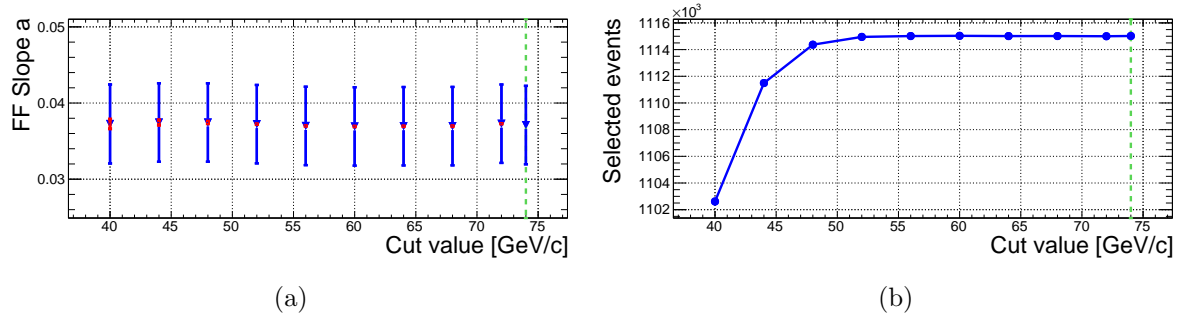 FF Slope a
0.05
0.04
0.03
40 45 50 55 60 65 70 75
Cut value [GeV/c]
(a)
×10³
Selected events
1116
1114
1112
1110
1108
1106
1104
1102
40 45 50 55 60 65 70 75
Cut value [GeV/c]
(b)